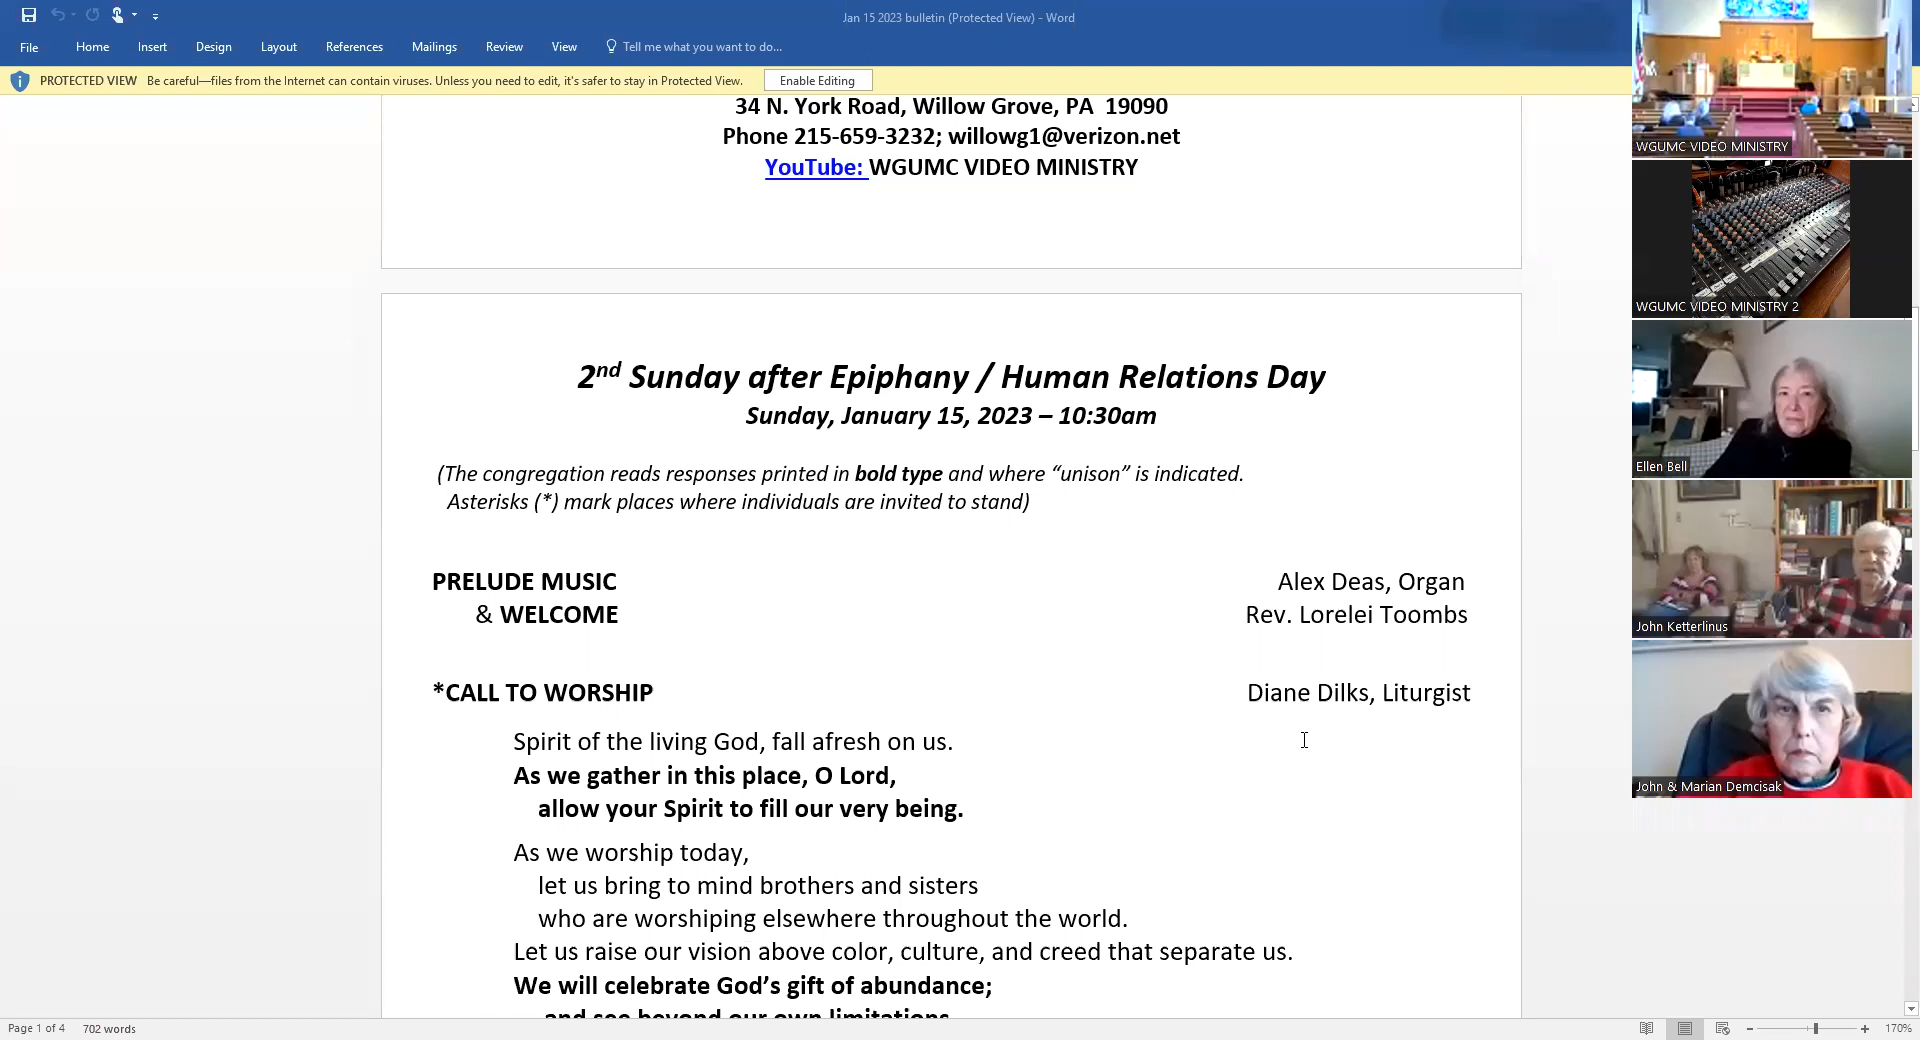 Jan 15 2023 bulletin (Protected View) - Word
File Home Insert Design Layout References Mailings Review View Tell me what you want to do...
PROTECTED VIEW Be careful—files from the Internet can contain viruses. Unless you need to edit, it's safer to stay in Protected View. Enable Editing
34 N. York Road, Willow Grove, PA 19090
Phone 215-659-3232; willowg1@verizon.net
YouTube: WGUMC VIDEO MINISTRY
2nd Sunday after Epiphany / Human Relations Day
Sunday, January 15, 2023 – 10:30am
(The congregation reads responses printed in bold type and where “unison” is indicated.
Asterisks (*) mark places where individuals are invited to stand)
PRELUDE MUSIC Alex Deas, Organ
& WELCOME Rev. Lorelei Toombs
*CALL TO WORSHIP Diane Dilks, Liturgist
Spirit of the living God, fall afresh on us.
As we gather in this place, O Lord,
allow your Spirit to fill our very being.
As we worship today,
let us bring to mind brothers and sisters
who are worshiping elsewhere throughout the world.
Let us raise our vision above color, culture, and creed that separate us.
We will celebrate God’s gift of abundance;
and see beyond our own limitations
WGUMC VIDEO MINISTRY
WGUMC VIDEO MINISTRY 2
Ellen Bell
John Ketterlinus
John & Marian Demcisak
Page 1 of 4 702 words 170%